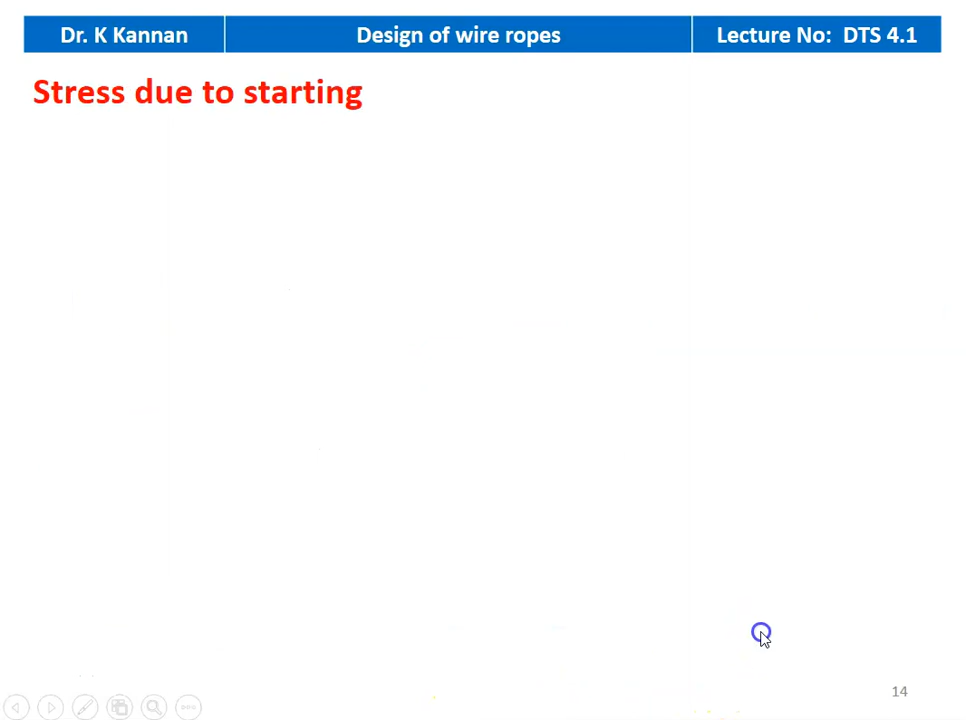 Dr. K Kannan
Design of wire ropes
Lecture No: DTS 4.1
Stress due to starting
14